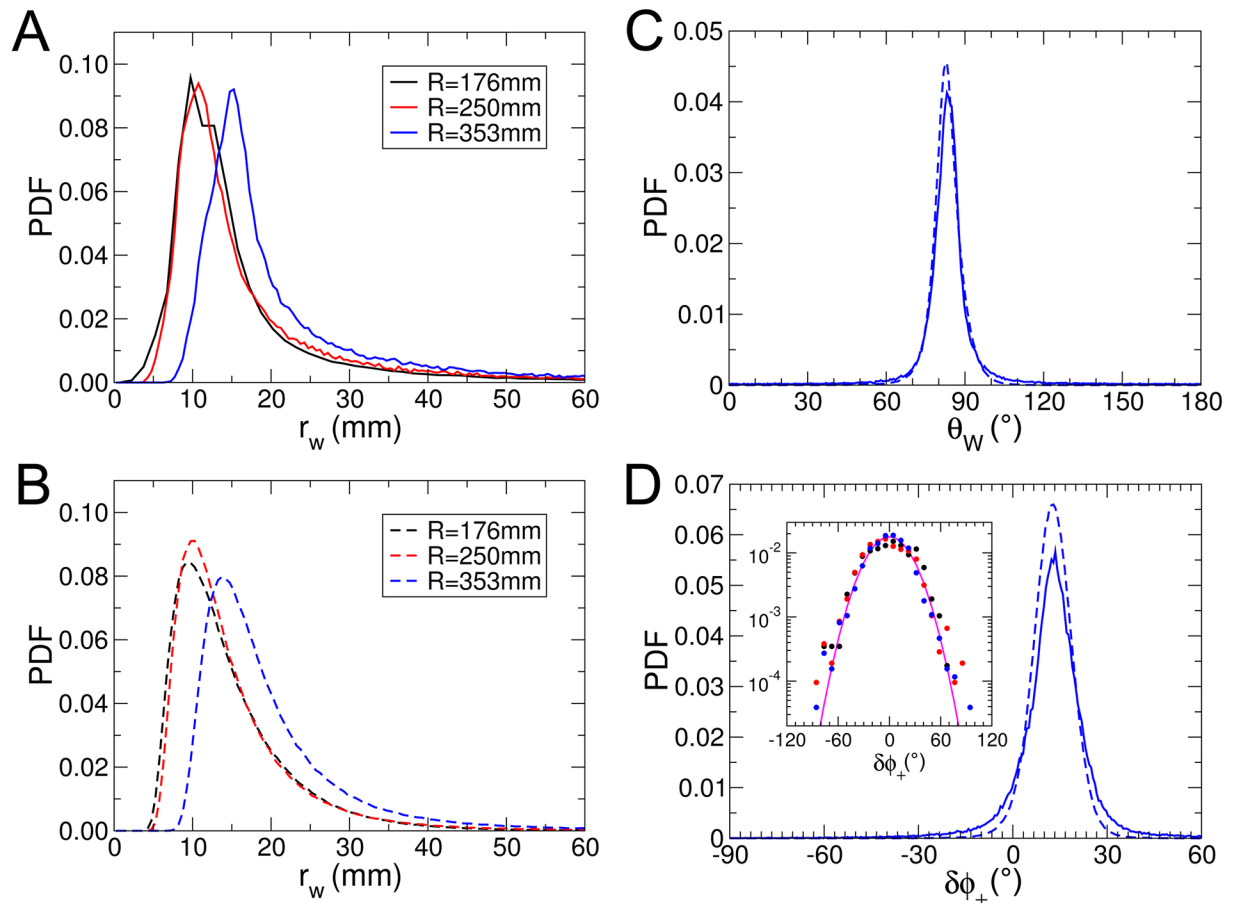 A
0.10
0.08
0.06
0.04
0.02
0.00
PDF
R=176mm
R=250mm
R=353mm
0 10 20 30 40 50 60
r_w (mm)
C
0.05
0.04
0.03
0.02
0.01
0
PDF
0 30 60 90 120 150 180
θ_W (°)
B
0.10
0.08
0.06
0.04
0.02
0.00
PDF
R=176mm
R=250mm
R=353mm
0 10 20 30 40 50 60
r_w (mm)
D
0.07
0.06
0.05
0.04
0.03
0.02
0.01
0
PDF
10^-2
10^-3
10^-4
-120 -60 0 60 120
δϕ_+(°)
-90 -60 -30 0 30 60
δϕ_+(°)